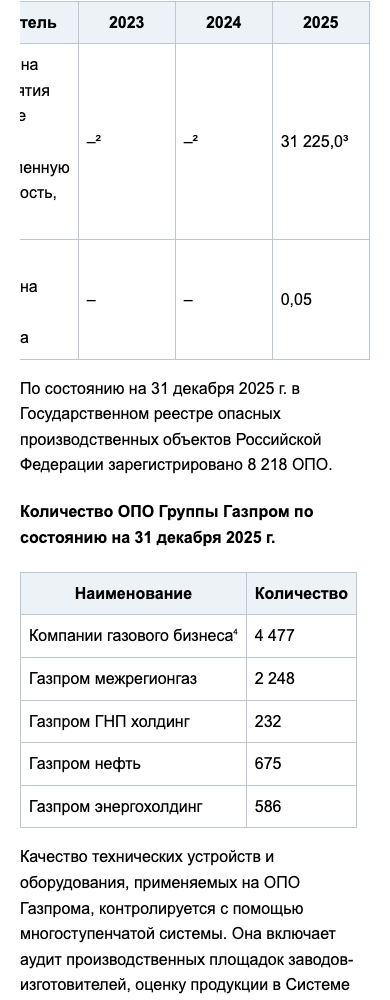 2023 2024 2025
на
–² –² 31 225,0³
ость,
на
– – 0,05
а
По состоянию на 31 декабря 2025 г. в
Государственном реестре опасных
производственных объектов Российской
Федерации зарегистрировано 8 218 ОПО.
Количество ОПО Группы Газпром по
состоянию на 31 декабря 2025 г.
Наименование Количество
Компании газового бизнеса⁴ 4 477
Газпром межрегионгаз 2 248
Газпром ГНП холдинг 232
Газпром нефть 675
Газпром энергохолдинг 586
Качество технических устройств и
оборудования, применяемых на ОПО
Газпрома, контролируется с помощью
многоступенчатой системы. Она включает
аудит производственных площадок заводов-
изготовителей, оценку продукции в Системе